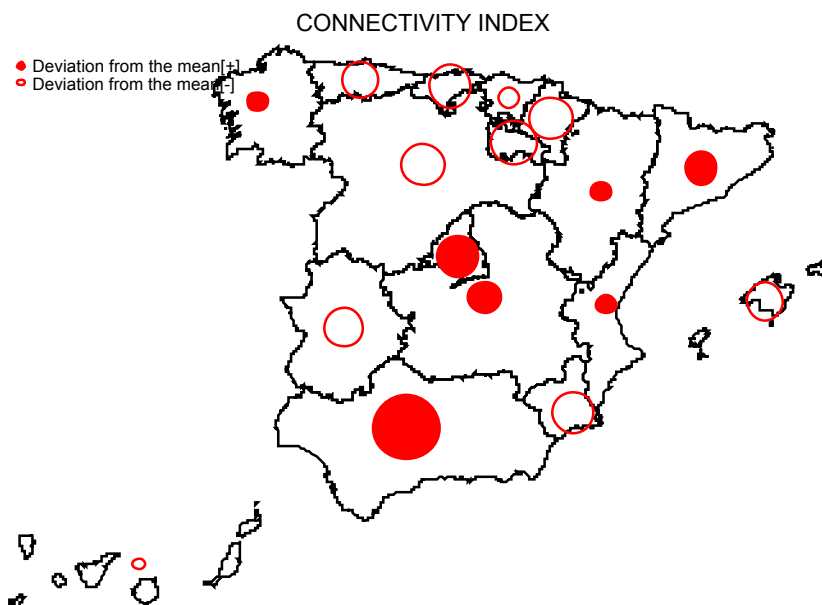 CONNECTIVITY INDEX
Deviation from the mean[+]
Deviation from the mean[-]